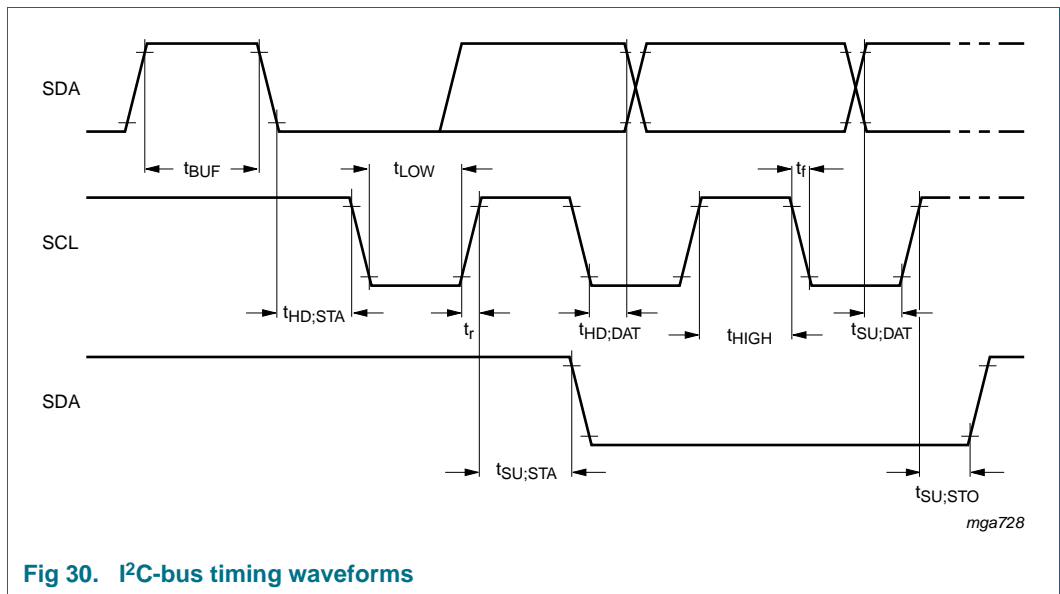 SDA
tBUF
tLOW
tf
SCL
tHD;STA
tr
tHD;DAT
tHIGH
tSU;DAT
SDA
tSU;STA
tSU;STO
mga728
Fig 30. I²C-bus timing waveforms